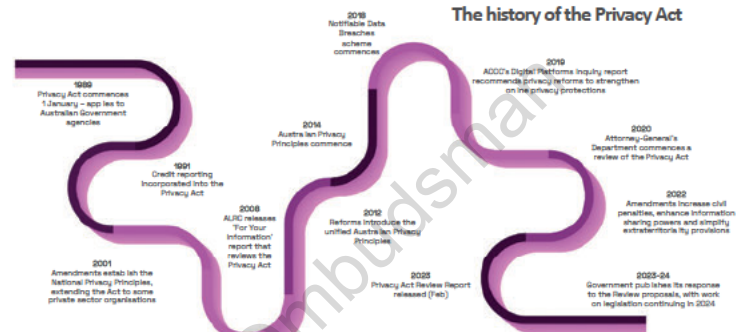 The history of the Privacy Act
1989
Privacy Act commences
1 January – applies to
Australian Government
agencies
1991
Credit reporting
incorporated into the
Privacy Act
2001
Amendments establish the
National Privacy Principles,
extending the Act to some
private sector organisations
2008
ALRC releases
'For Your
Information'
report that
reviews the
Privacy Act
2012
Reforms introduce the
unified Australian Privacy
Principles
2014
Australian Privacy
Principles commence
2018
Notifiable Data
Breaches
scheme
commences
2019
ACCC's Digital Platforms Inquiry report
recommends privacy reforms to strengthen
online privacy protections
2020
Attorney-General's
Department commences a
review of the Privacy Act
2022
Amendments increase civil
penalties, enhance information
sharing powers and simplify
extraterritoriality provisions
2023
Privacy Act Review Report
released (Feb)
2023-24
Government publishes its response
to the Review proposals, with work
on legislation continuing in 2024
Ombudsman